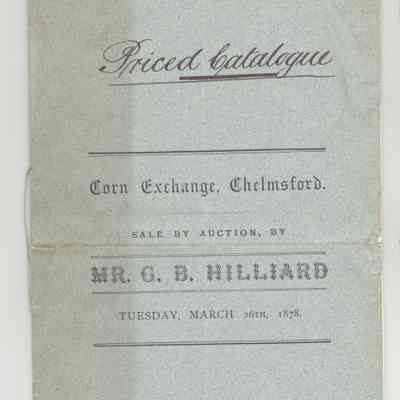 Priced Catalogue
Corn Exchange, Chelmsford.
SALE BY AUCTION, BY
MR. G. B. HILLIARD
TUESDAY, MARCH 26TH, 1878.